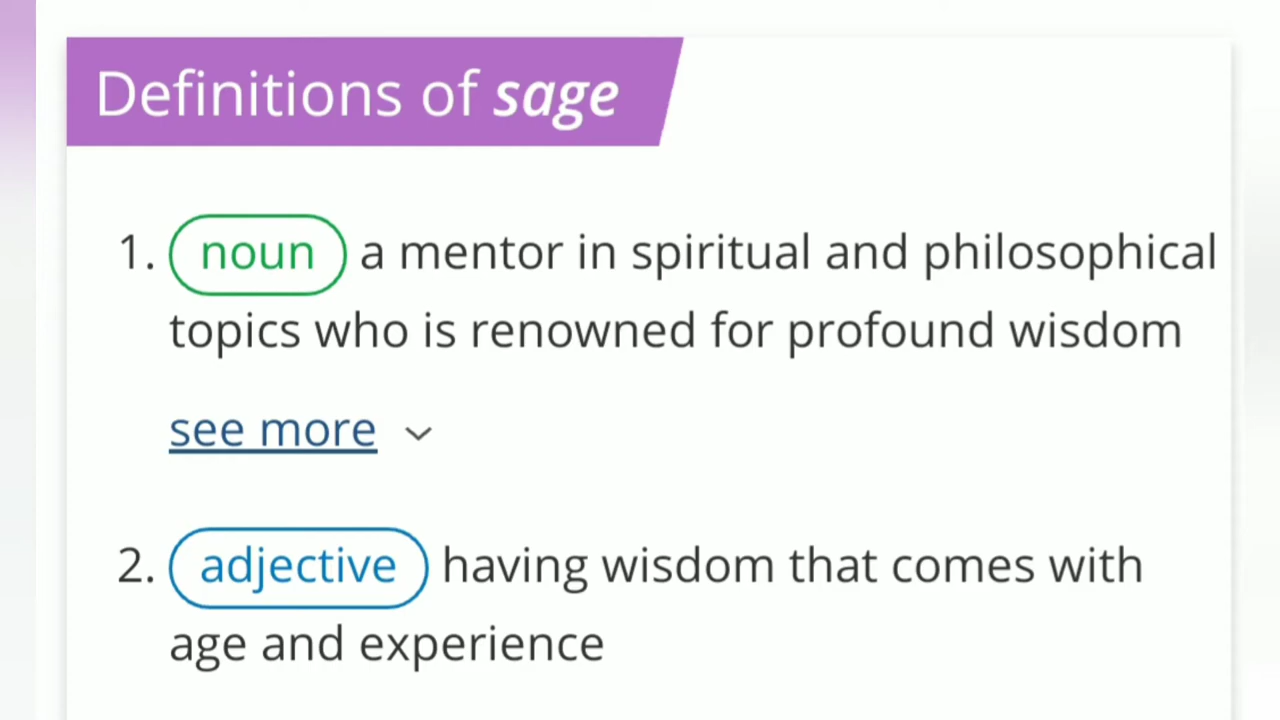 Definitions of sage
1. noun a mentor in spiritual and philosophical
topics who is renowned for profound wisdom
see more
2. adjective having wisdom that comes with
age and experience